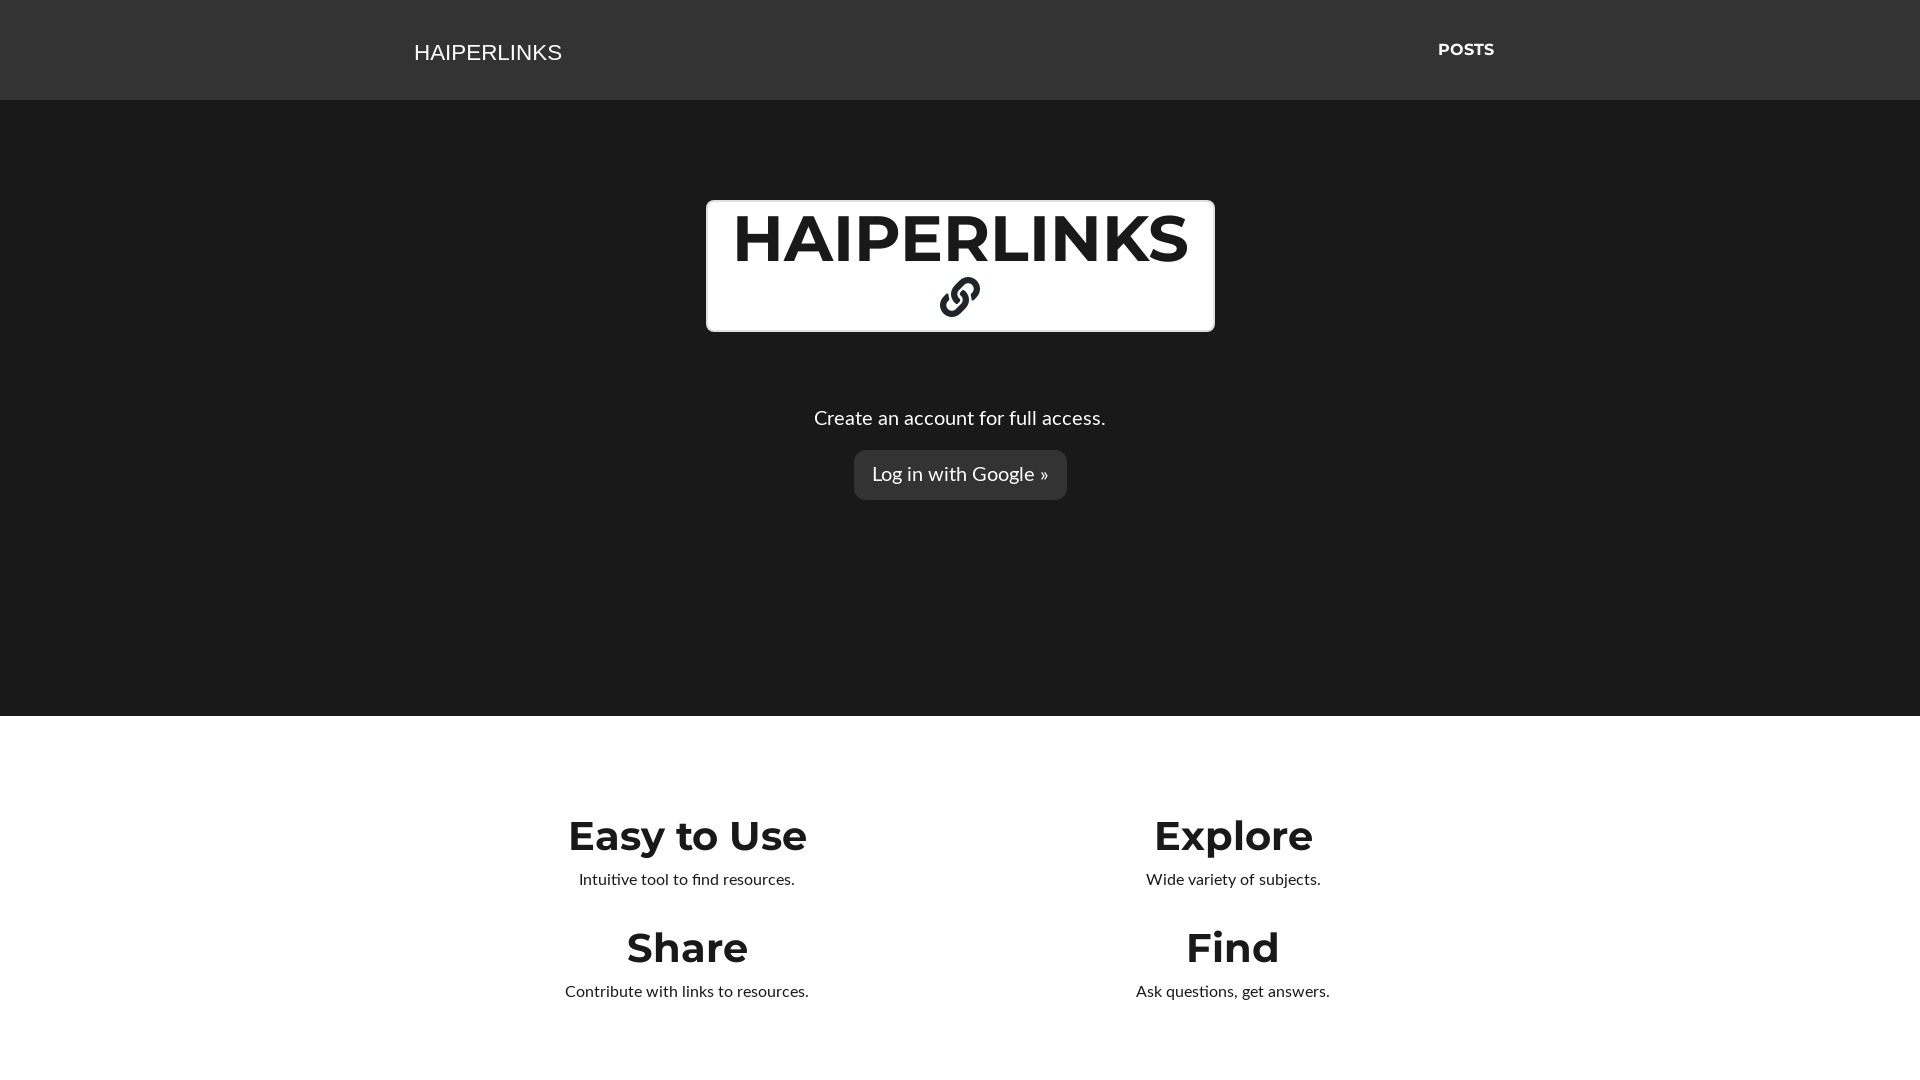 HAIPERLINKS
POSTS
HAIPERLINKS
Create an account for full access.
Log in with Google »
Easy to Use
Intuitive tool to find resources.
Explore
Wide variety of subjects.
Share
Contribute with links to resources.
Find
Ask questions, get answers.